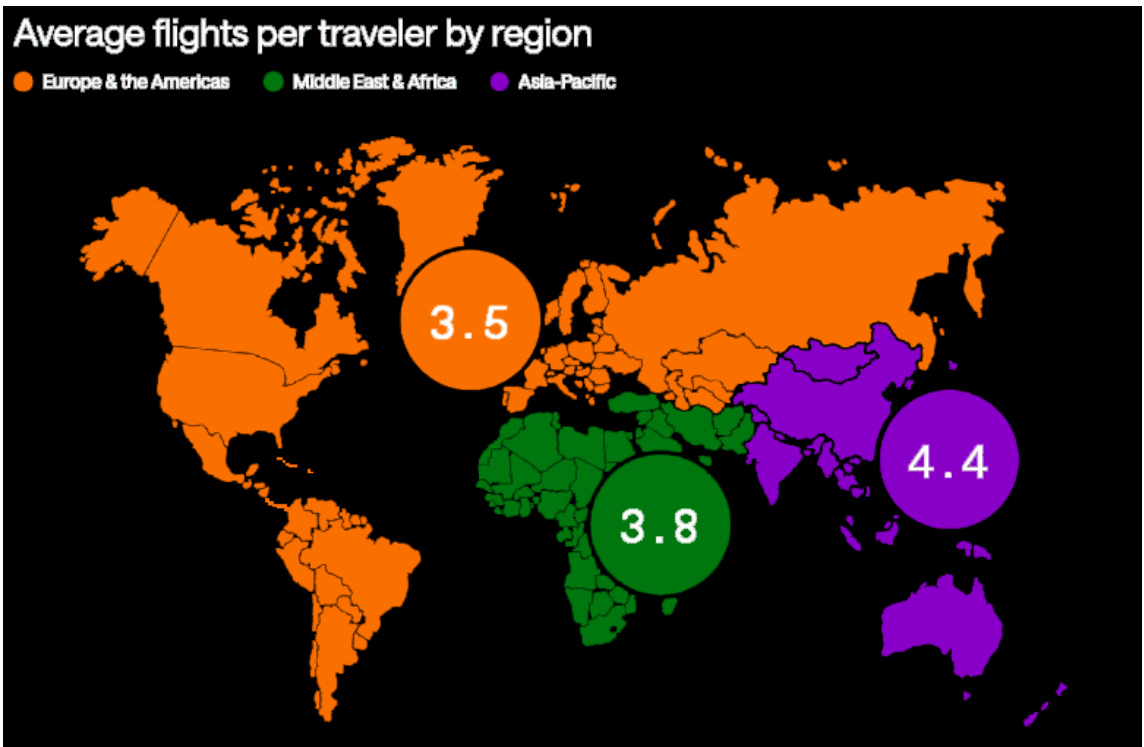 Average flights per traveler by region
Europe & the Americas Middle East & Africa Asia-Pacific
3.5
4.4
3.8